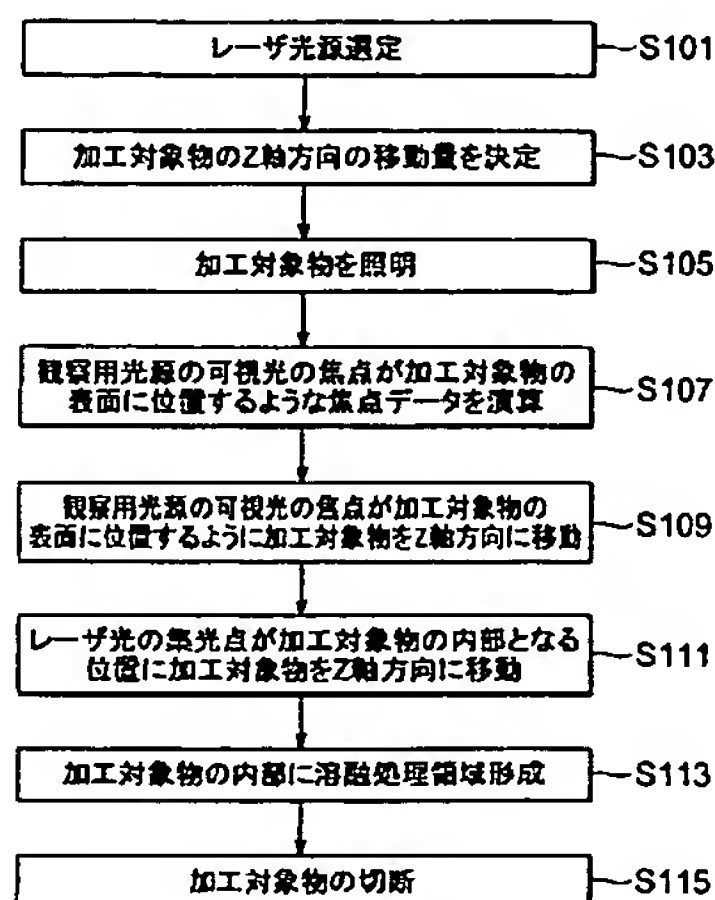 レーザ光源選定 S101
加工対象物のZ軸方向の移動量を決定 S103
加工対象物を照明 S105
観察用光源の可視光の焦点が加工対象物の
表面に位置するような焦点データを演算 S107
観察用光源の可視光の焦点が加工対象物の
表面に位置するように加工対象物をZ軸方向に移動 S109
レーザ光の集光点が加工対象物の内部となる
位置に加工対象物をZ軸方向に移動 S111
加工対象物の内部に溶融処理領域形成 S113
加工対象物の切断 S115